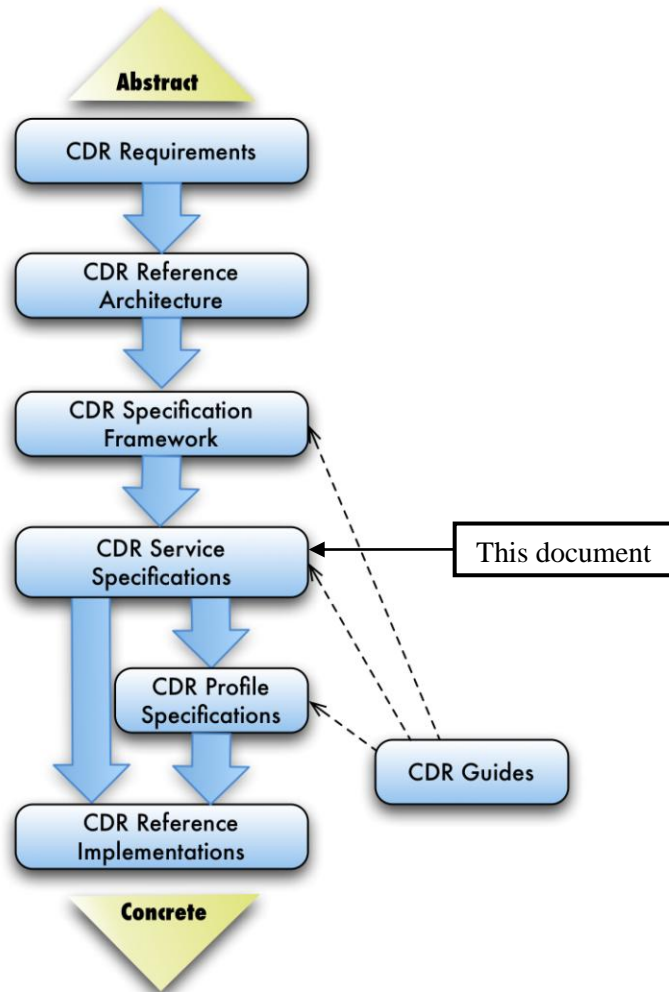 Abstract
CDR Requirements
CDR Reference
Architecture
CDR Specification
Framework
CDR Service
Specifications
This document
CDR Profile
Specifications
CDR Guides
CDR Reference
Implementations
Concrete